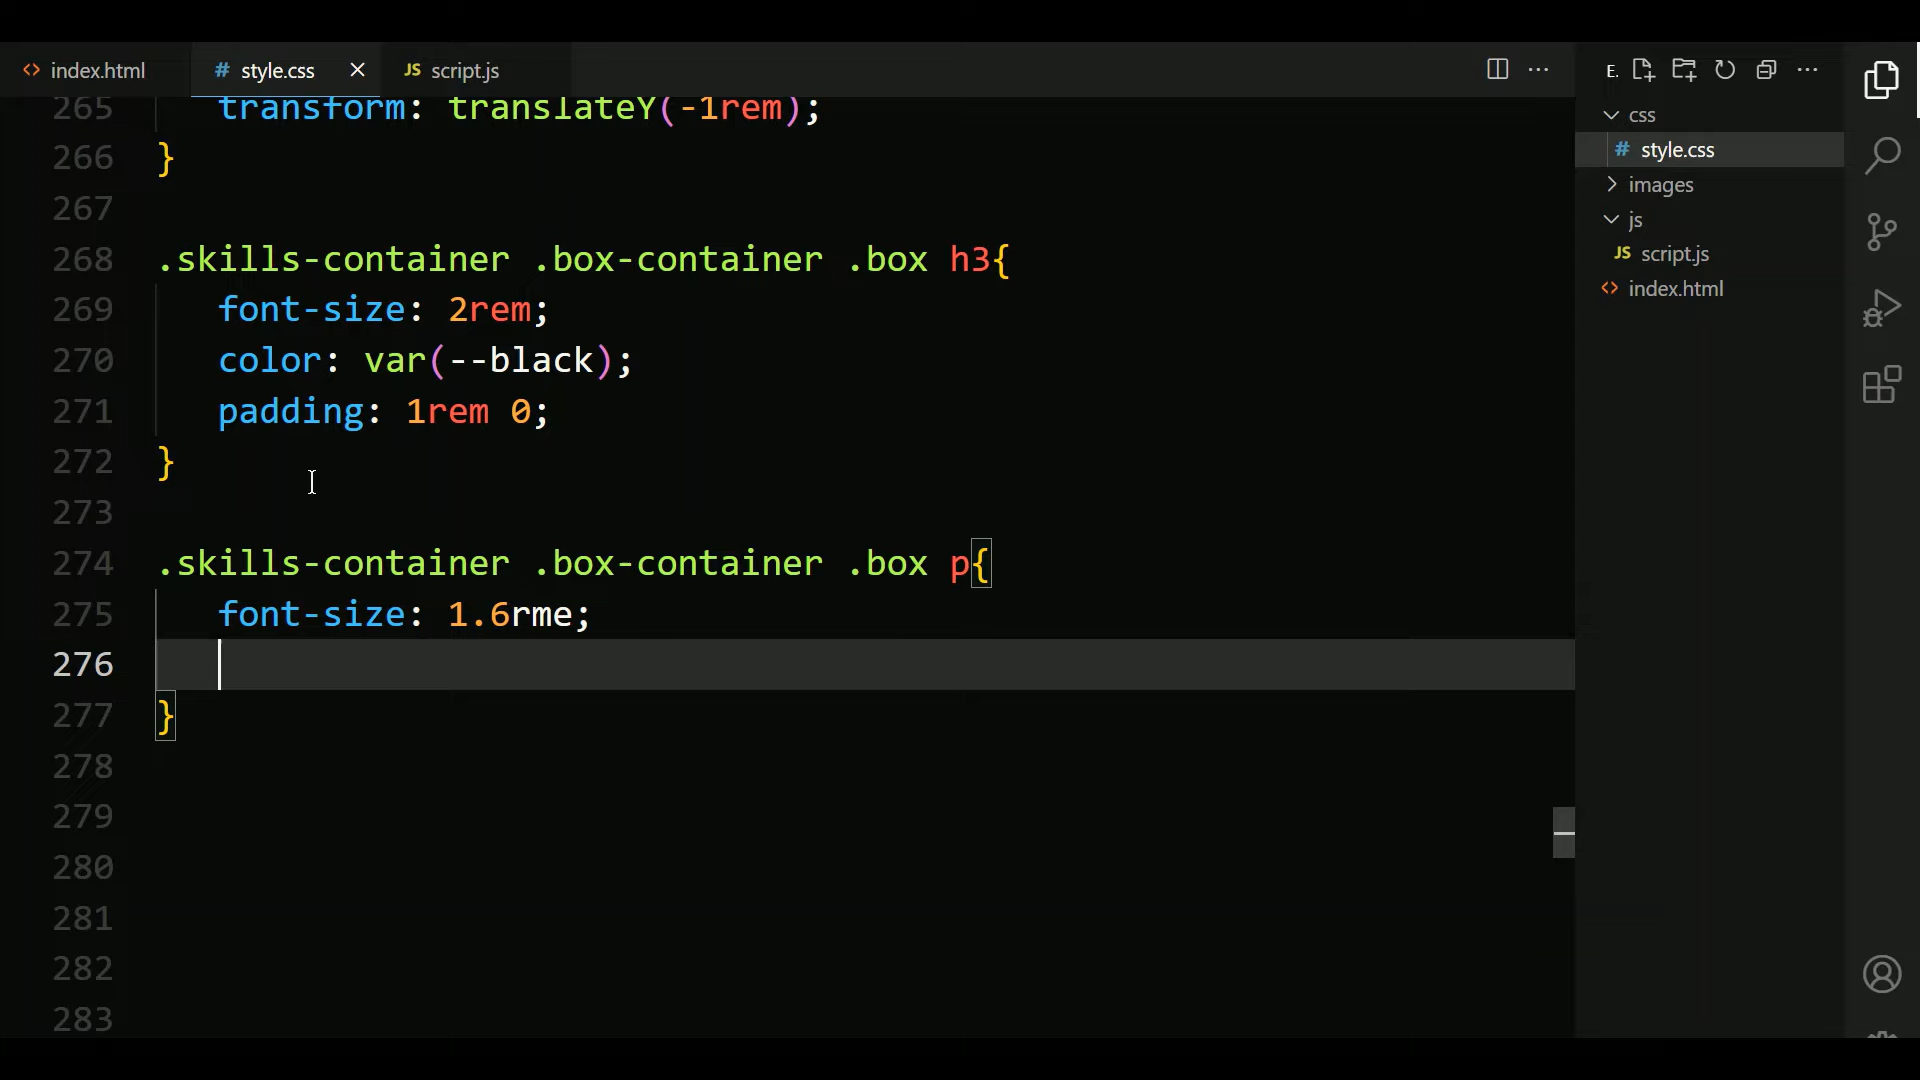 index.html
style.css
JS script.js
E.
265 transform: translateY(-1rem);
266 }
267
268 .skills-container .box-container .box h3{
269 font-size: 2rem;
270 color: var(--black);
271 padding: 1rem 0;
272 }
273
274 .skills-container .box-container .box p{
275 font-size: 1.6rme;
276
277 }
278
279
280
281
282
283
css
# style.css
images
js
JS script.js
index.html